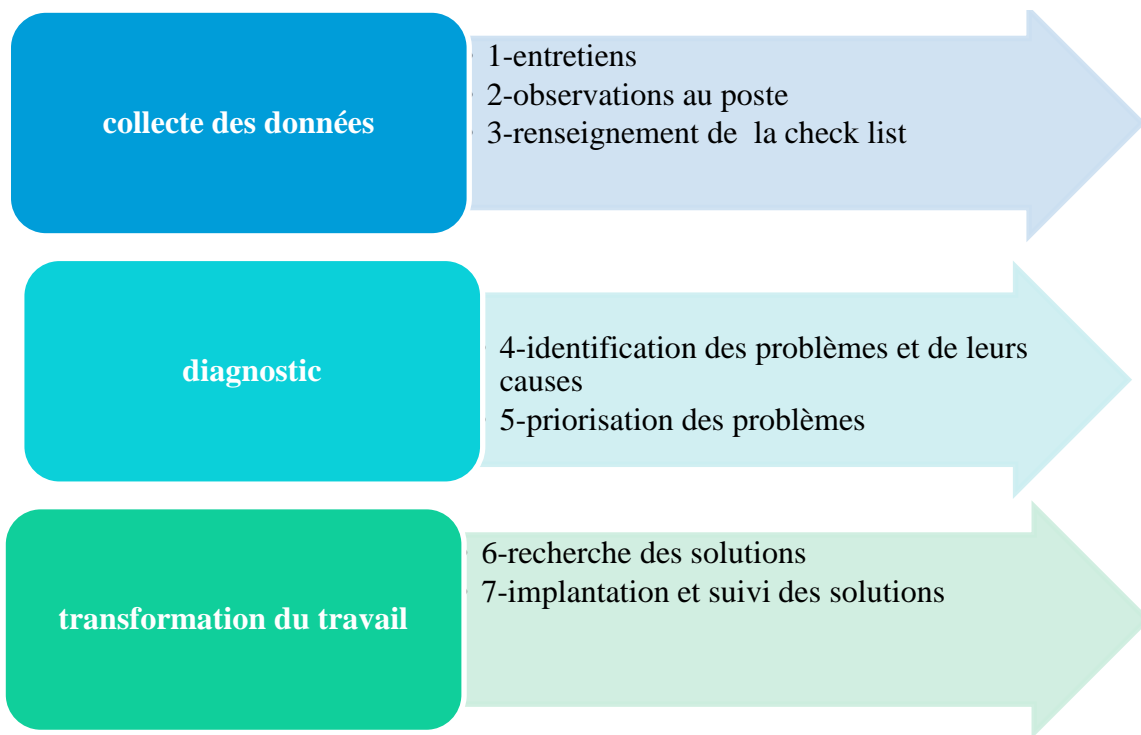 collecte des données
1-entretiens
2-observations au poste
3-renseignement de la check list
diagnostic
4-identification des problèmes et de leurs
causes
5-priorisation des problèmes
transformation du travail
6-recherche des solutions
7-implantation et suivi des solutions